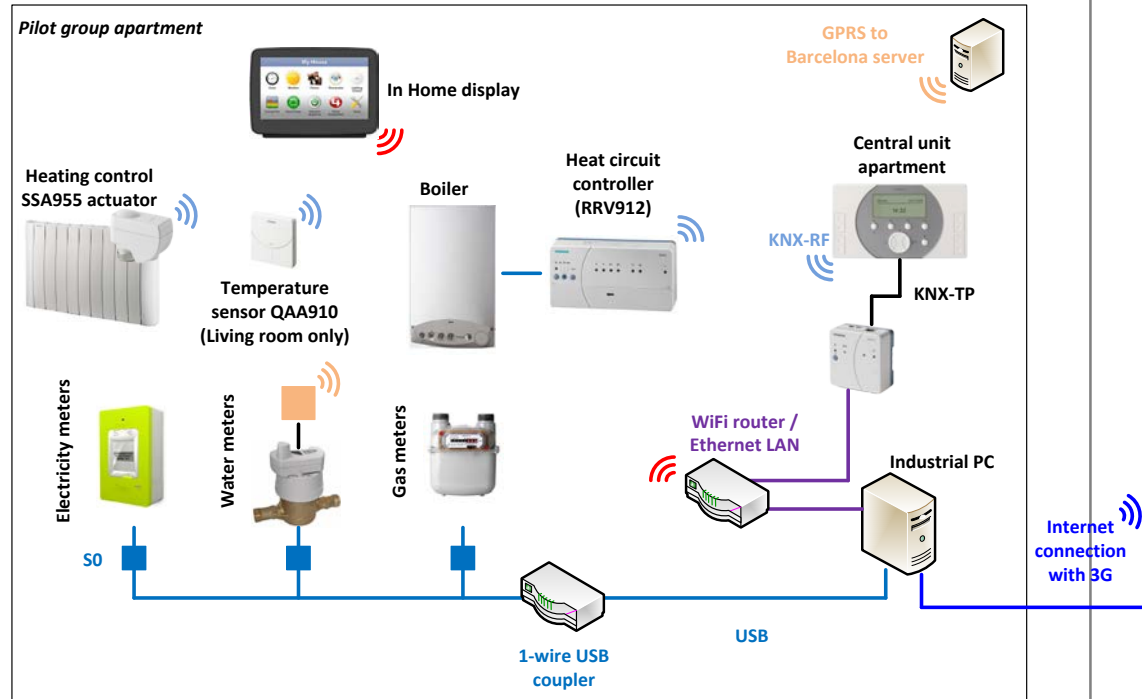 Pilot group apartment
GPRS to
Barcelona server
My House
In Home display
Central unit
apartment
Heating control
SSA955 actuator
Heat circuit
controller
(RRV912)
Boiler
KNX-RF
KNX-TP
Temperature
sensor QAA910
(Living room only)
WiFi router /
Ethernet LAN
Electricity meters
Water meters
Gas meters
Industrial PC
Internet
connection
with 3G
S0
USB
1-wire USB
coupler